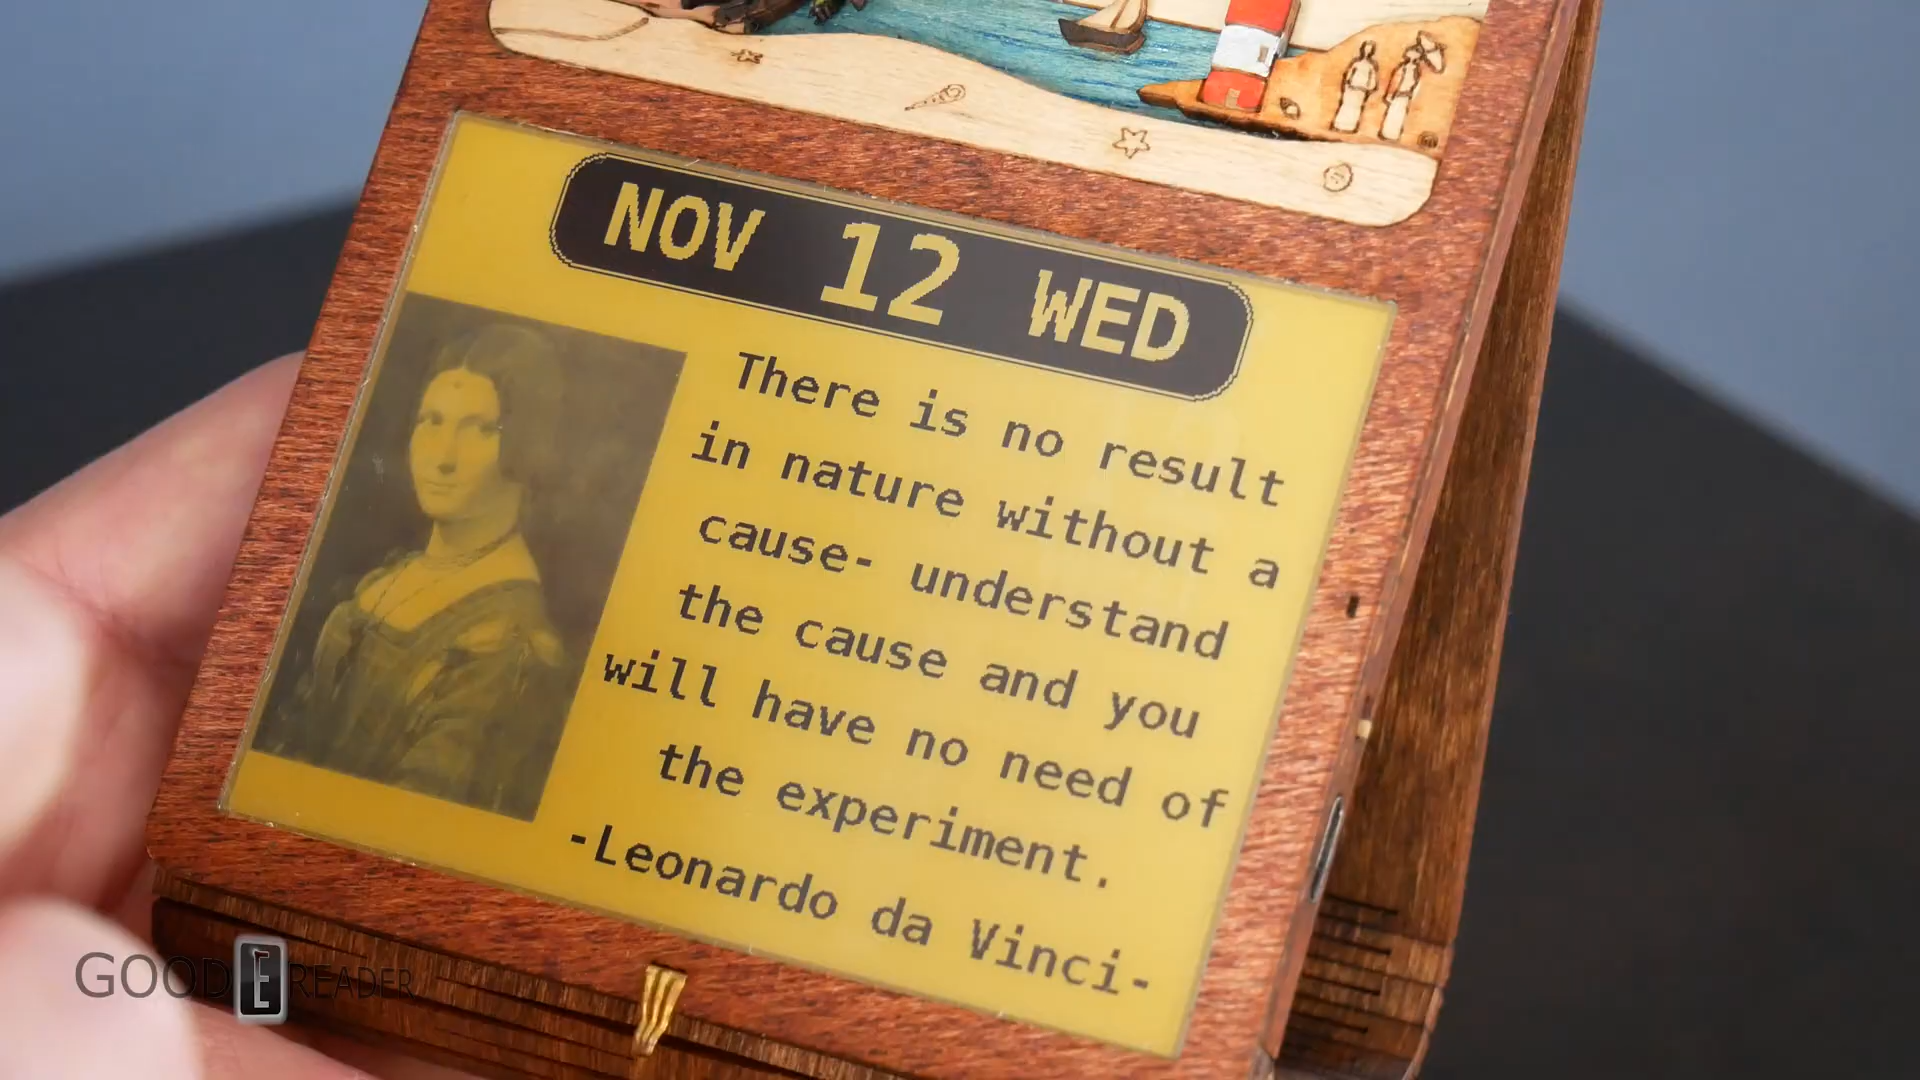 NOV 12 WED
There is no result
in nature without a
cause- understand
the cause and you
will have no need of
the experiment.
-Leonardo da Vinci-
GOOD E READER